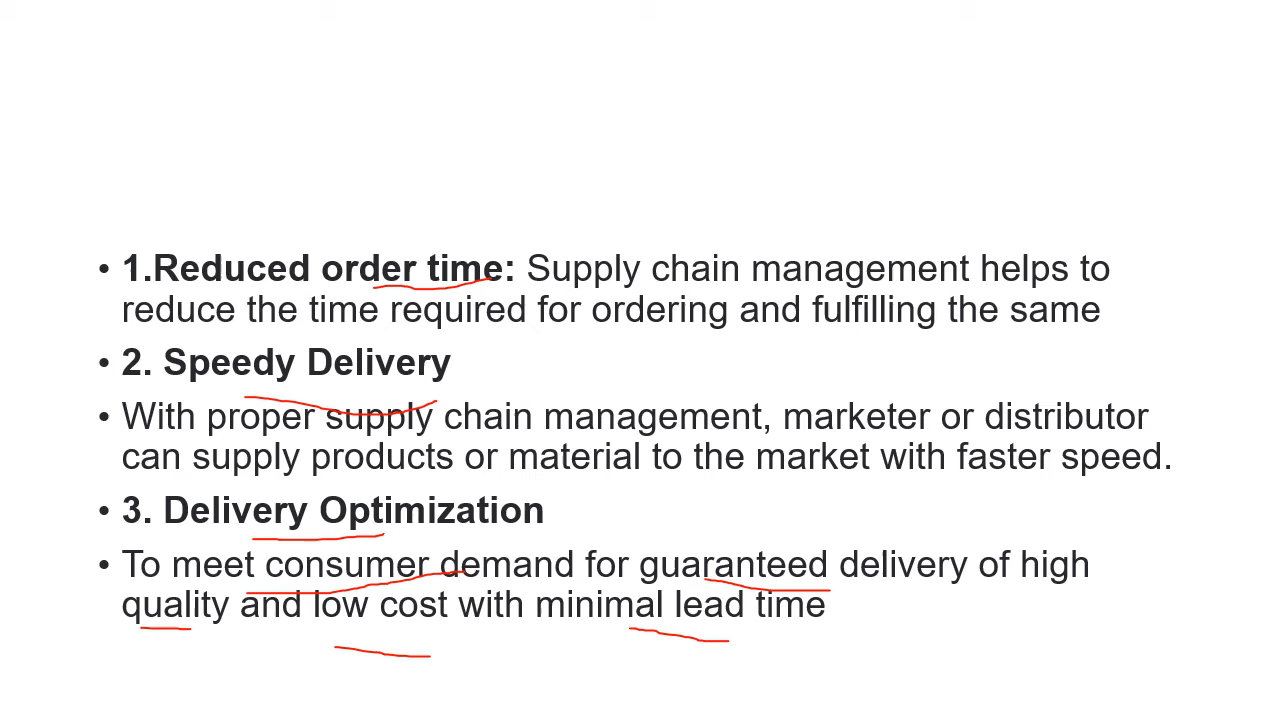 • 1.Reduced order time: Supply chain management helps to
reduce the time required for ordering and fulfilling the same
• 2. Speedy Delivery
• With proper supply chain management, marketer or distributor
can supply products or material to the market with faster speed.
• 3. Delivery Optimization
• To meet consumer demand for guaranteed delivery of high
quality and low cost with minimal lead time